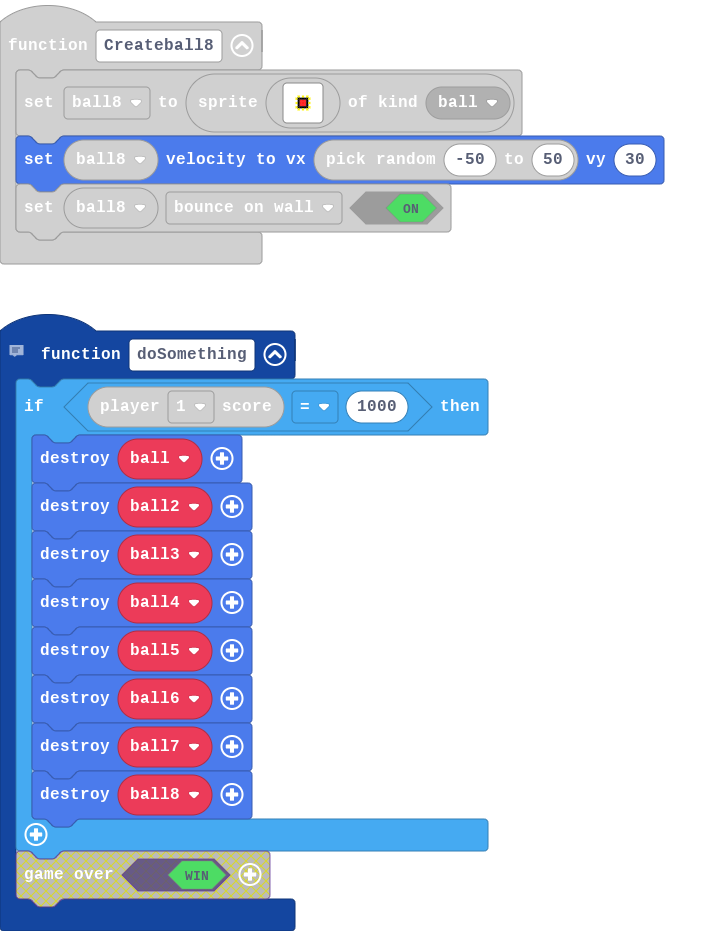 function Createball8
set ball8 to sprite of kind ball
set ball8 velocity to vx pick random -50 to 50 vy 30
set ball8 bounce on wall ON
function doSomething
if player 1 score = 1000 then
destroy ball
destroy ball2
destroy ball3
destroy ball4
destroy ball5
destroy ball6
destroy ball7
destroy ball8
game over WIN